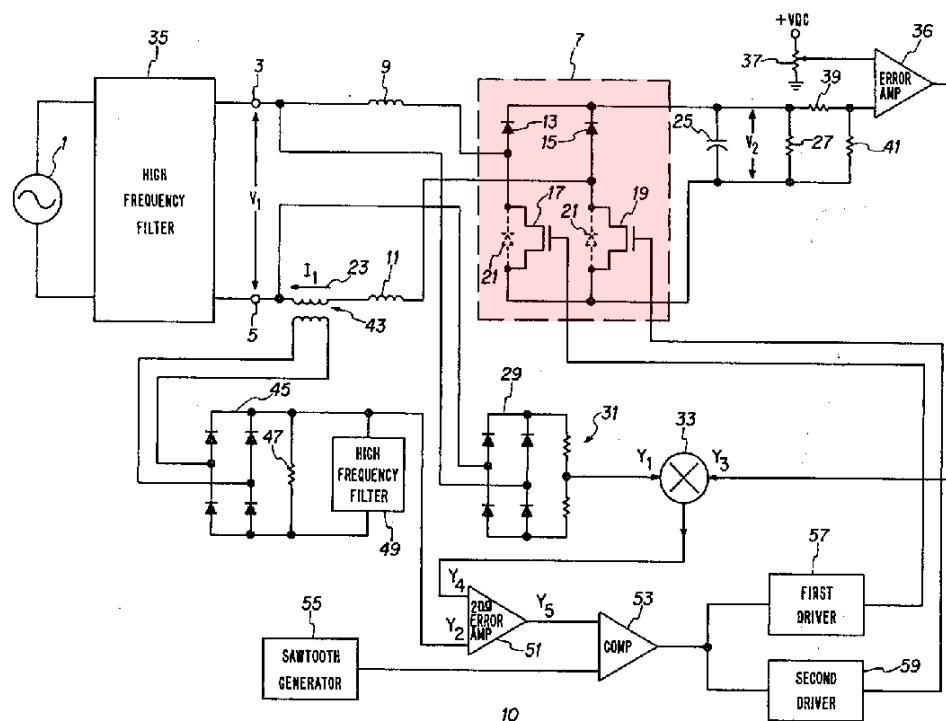 35
7
36
+VDC
37
ERROR AMP
3
9
13
15
39
25
V2
27
41
1
HIGH FREQUENCY FILTER
V1
17
19
21
21
I1
23
11
5
43
45
47
HIGH FREQUENCY FILTER
49
29
31
33
Y1
Y3
57
FIRST DRIVER
Y4
2ND ERROR AMP
Y2
Y5
51
53
COMP
55
SAWTOOTH GENERATOR
59
SECOND DRIVER
10